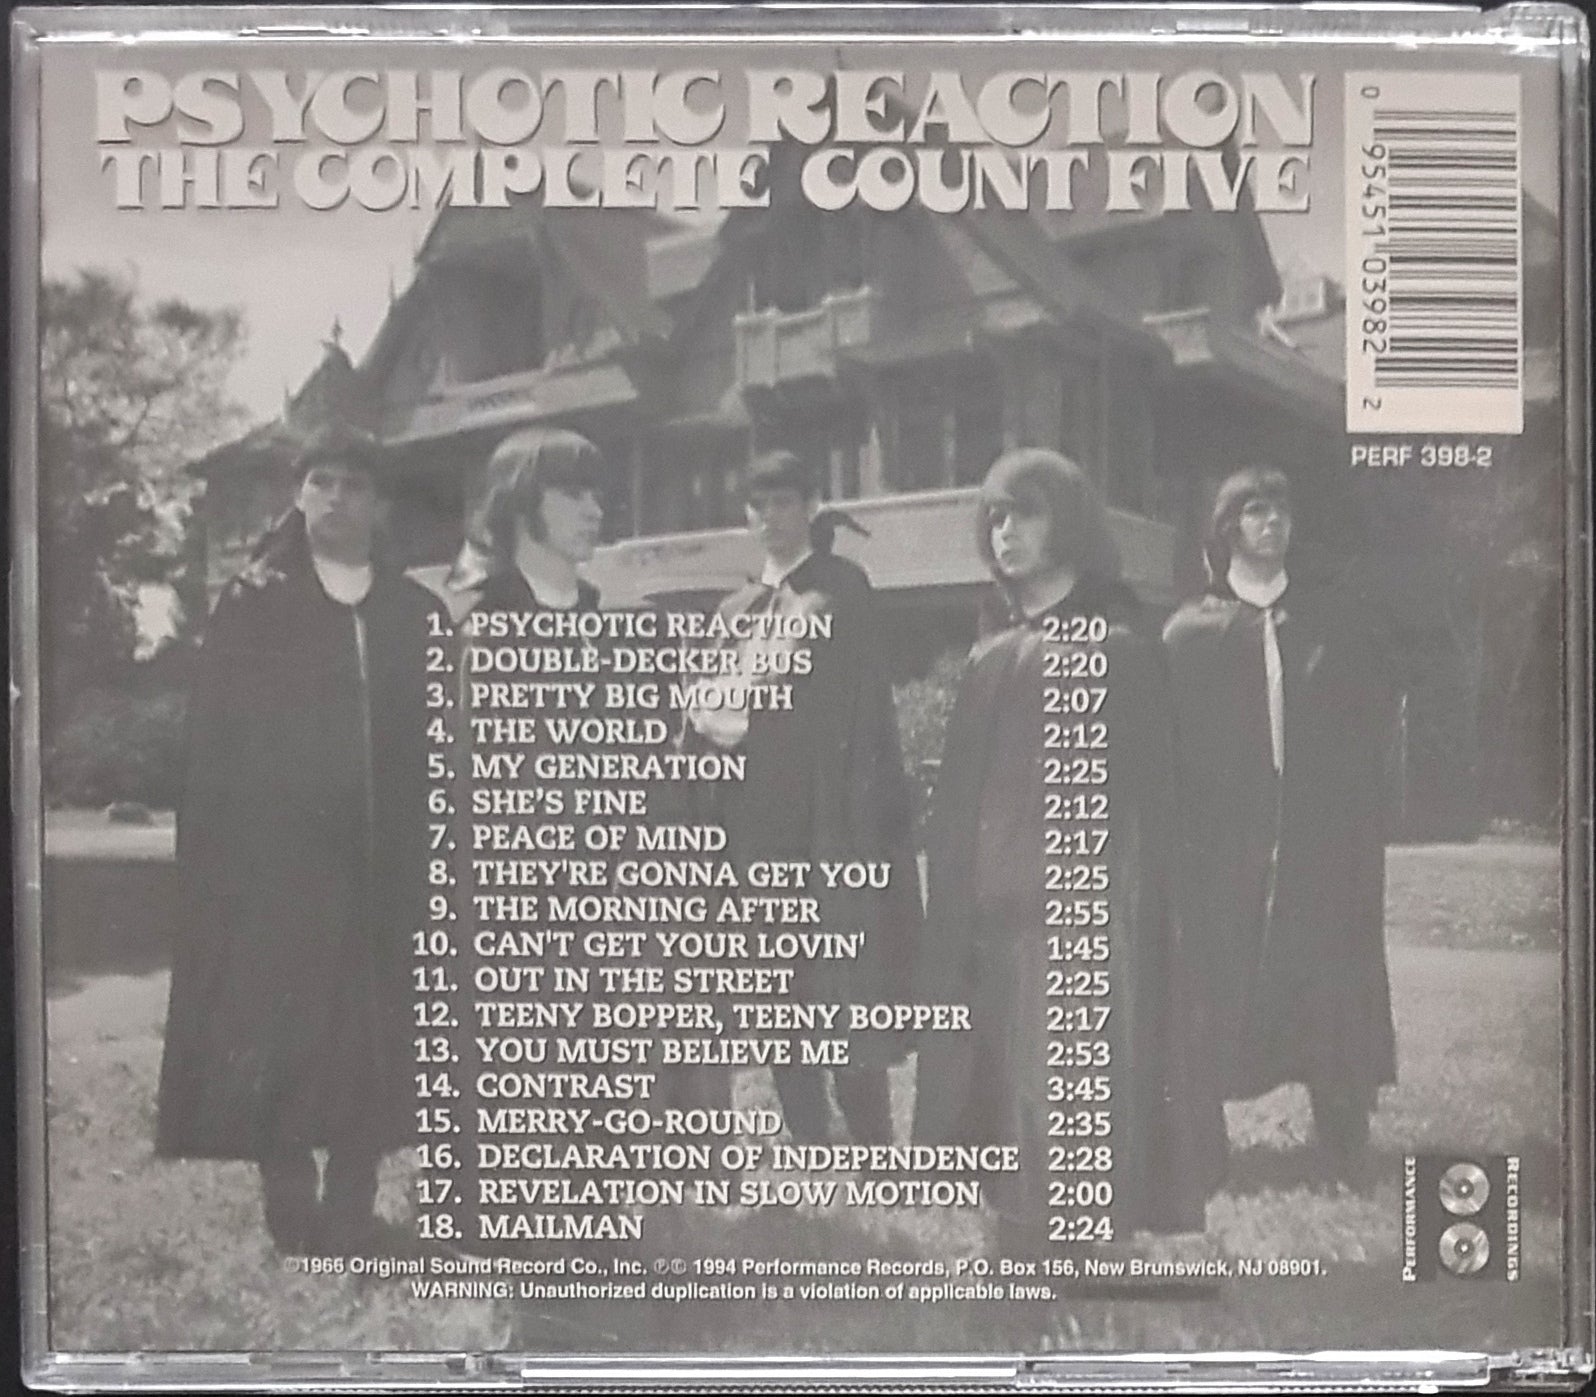 PSYCHOTIC REACTION
THE COMPLETE COUNT FIVE
0 95451 03982 2
PERF 398-2
1. PSYCHOTIC REACTION 2:20
2. DOUBLE-DECKER BUS 2:20
3. PRETTY BIG MOUTH 2:07
4. THE WORLD 2:12
5. MY GENERATION 2:25
6. SHE'S FINE 2:12
7. PEACE OF MIND 2:17
8. THEY'RE GONNA GET YOU 2:25
9. THE MORNING AFTER 2:55
10. CAN'T GET YOUR LOVIN' 1:45
11. OUT IN THE STREET 2:25
12. TEENY BOPPER, TEENY BOPPER 2:17
13. YOU MUST BELIEVE ME 2:53
14. CONTRAST 3:45
15. MERRY-GO-ROUND 2:35
16. DECLARATION OF INDEPENDENCE 2:28
17. REVELATION IN SLOW MOTION 2:00
18. MAILMAN 2:24
©1966 Original Sound Record Co., Inc. ℗© 1994 Performance Records, P.O. Box 156, New Brunswick, NJ 08901.
WARNING: Unauthorized duplication is a violation of applicable laws.
PERFORMANCE
RECORDINGS